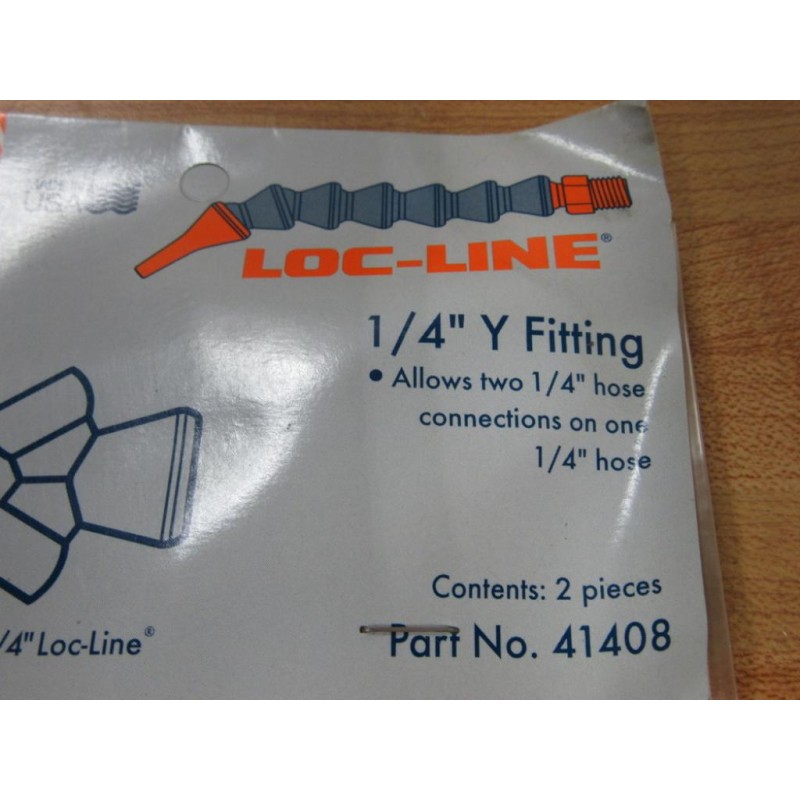 USA
LOC-LINE®
1/4" Y Fitting
• Allows two 1/4" hose
connections on one
1/4" hose
Contents: 2 pieces
/4" Loc-Line®
Part No. 41408